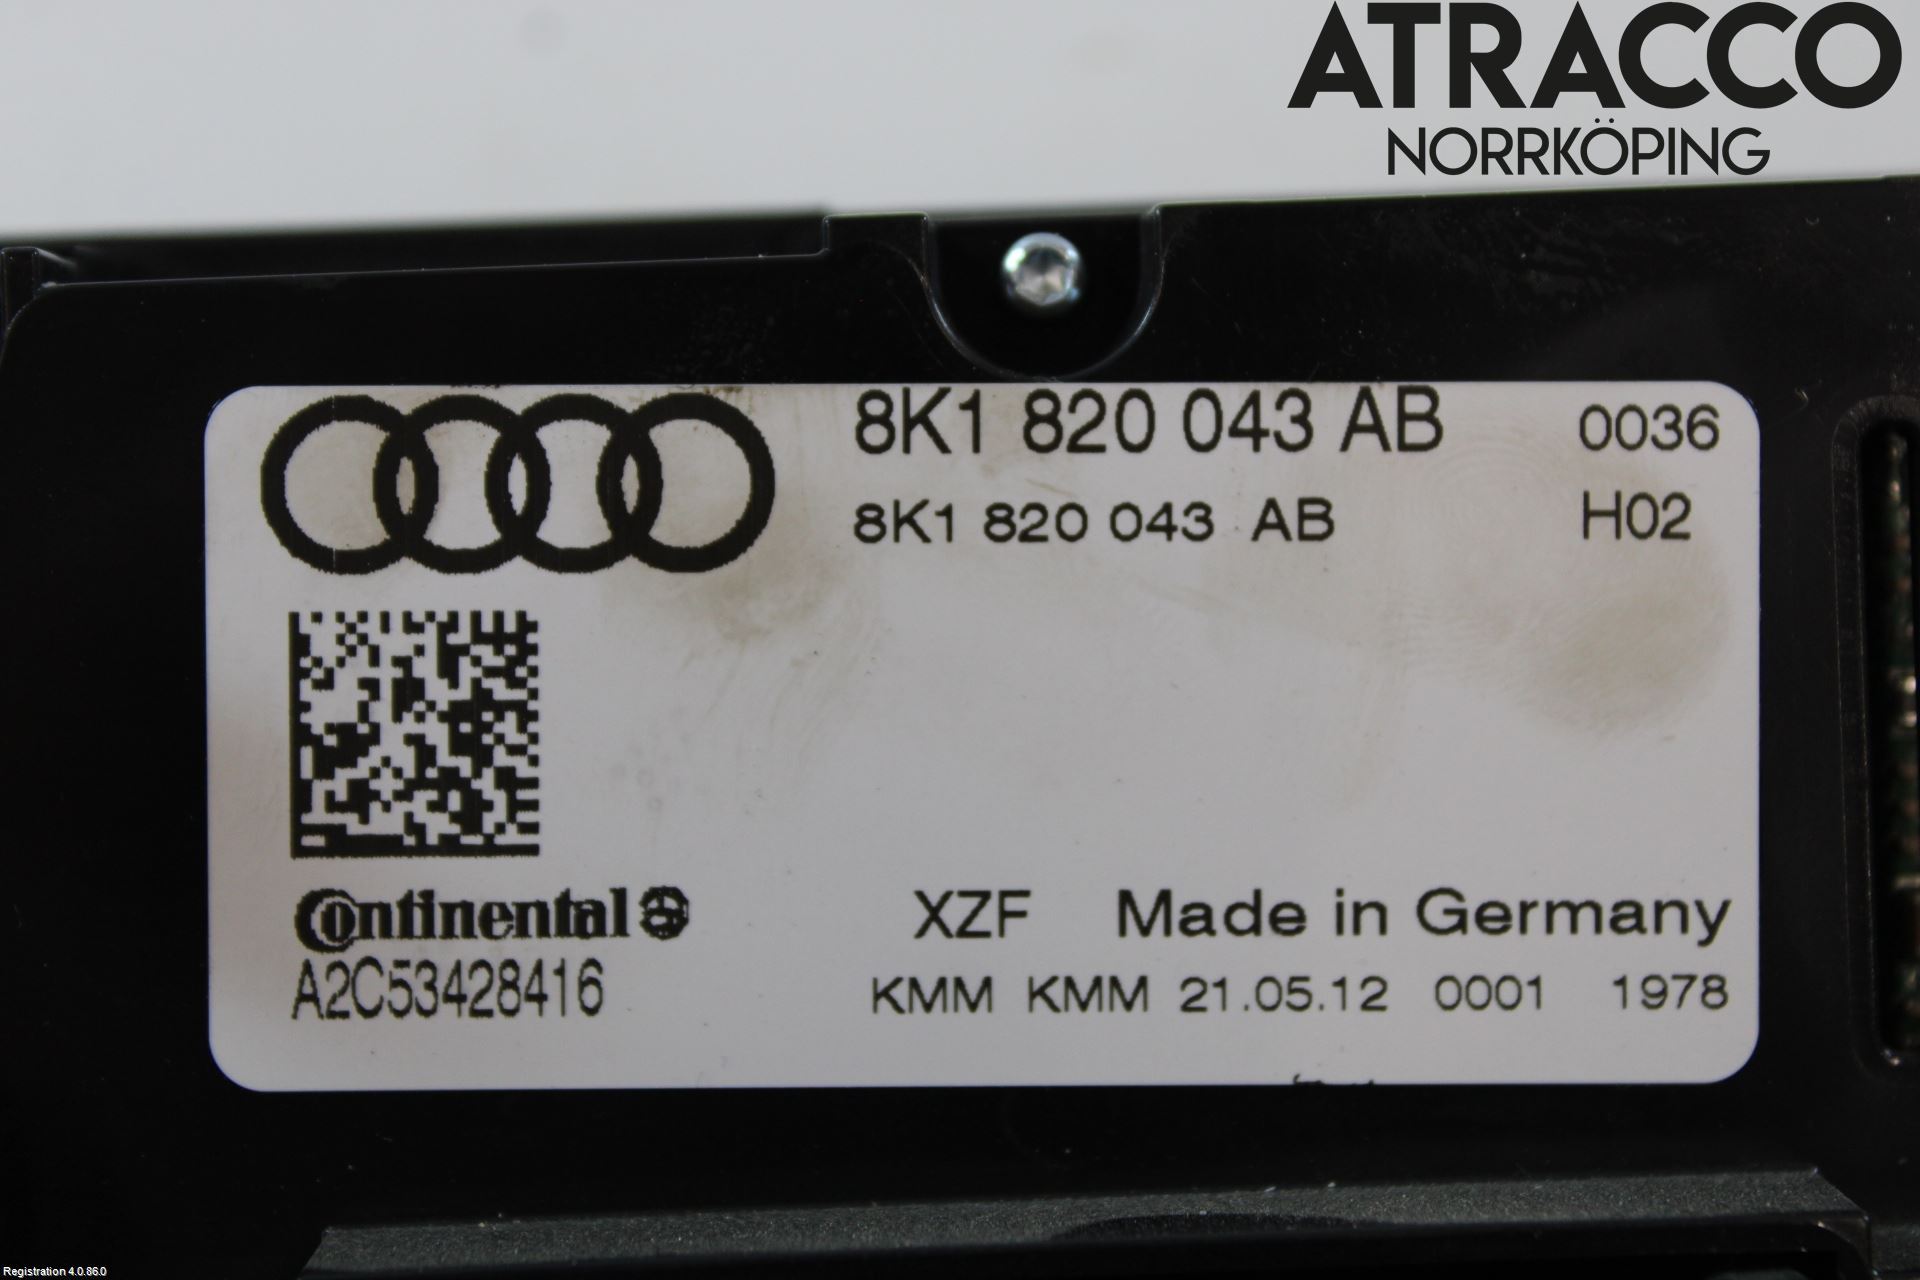 ATRACCO
NORRKÖPING
8K1 820 043 AB 0036
8K1 820 043 AB H02
Continental
XZF Made in Germany
A2C53428416
KMM KMM 21.05.12 0001 1978
Registration 4.0.86.0